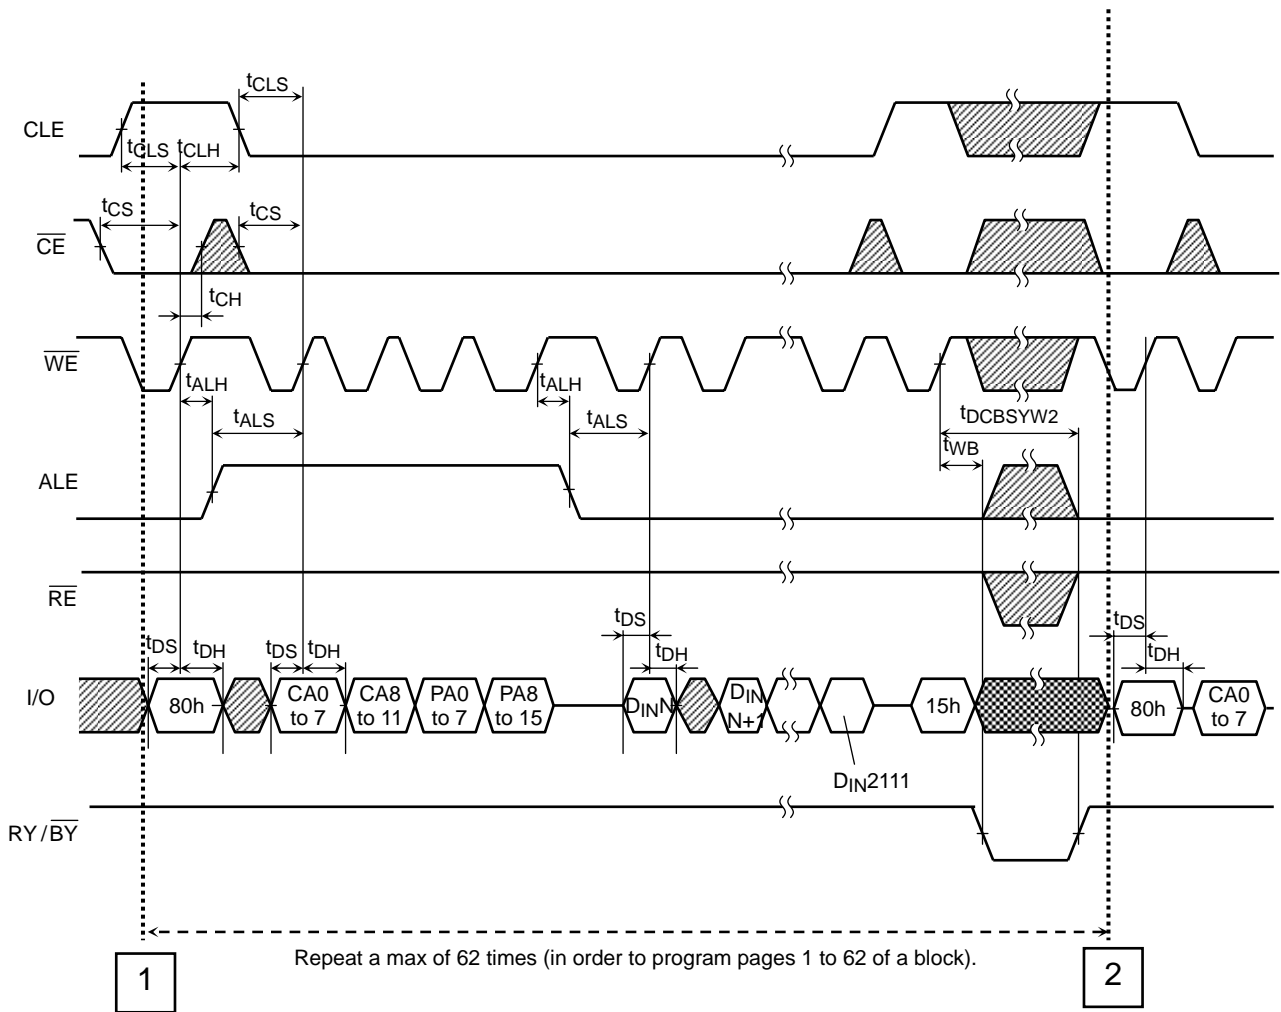 tCLS
CLE
tCLS tCLH
tCS tCS
CE
tCH
WE
tALH tALH
tALS tALS
tDCBSYW2
tWB
ALE
RE
tDS tDH tDS tDH tDS tDH tDS tDH
I/O
80h
CA0 to 7
CA8 to 11
PA0 to 7
PA8 to 15
DINN
DIN N+1
15h
80h
CA0 to 7
DIN2111
RY/BY
Repeat a max of 62 times (in order to program pages 1 to 62 of a block).
1
2